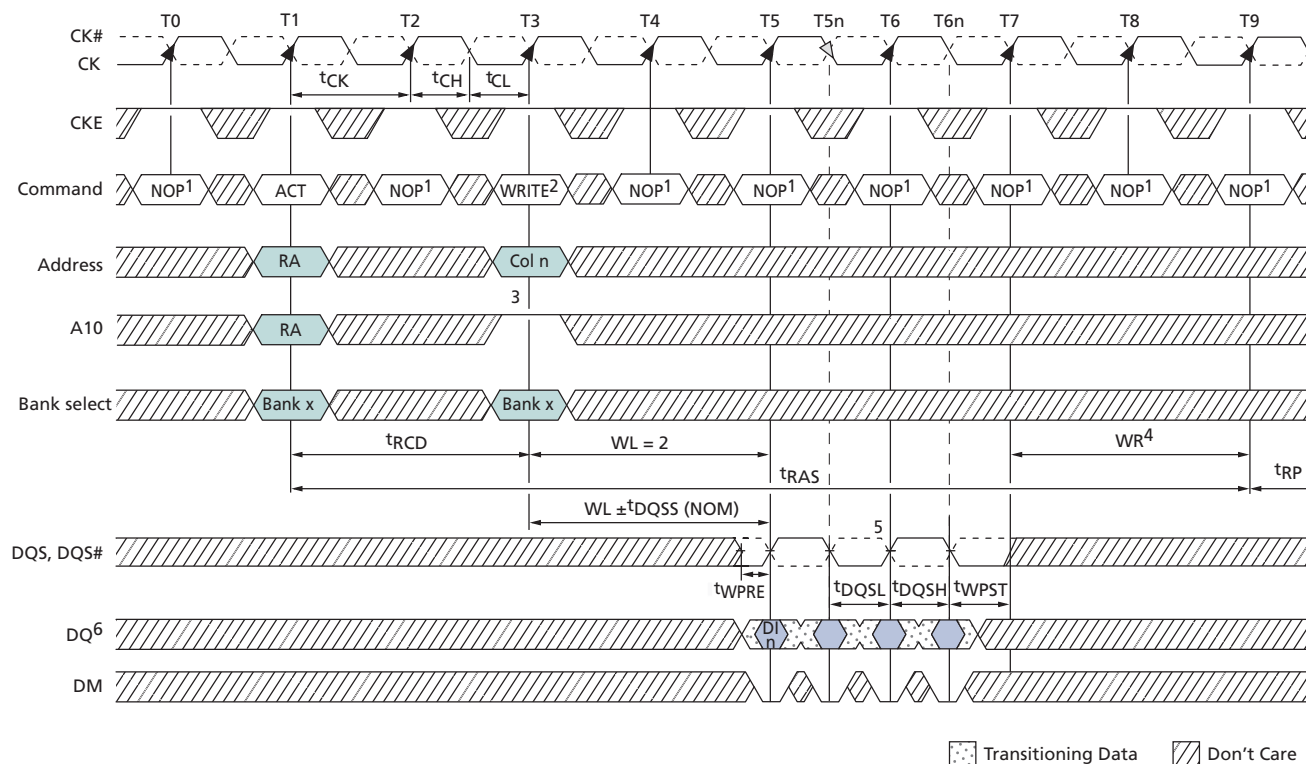 T0 T1 T2 T3 T4 T5 T5n T6 T6n T7 T8 T9
CK#
CK
tCK tCH tCL
CKE
Command NOP1 ACT NOP1 WRITE2 NOP1 NOP1 NOP1 NOP1 NOP1 NOP1
Address RA Col n
3
A10 RA
Bank select Bank x Bank x
tRCD WL = 2 WR4
tRAS tRP
WL ±tDQSS (NOM)
5
DQS, DQS#
tWPRE tDQSL tDQSH tWPST
DQ6 DI
n
DM
Transitioning Data Don't Care